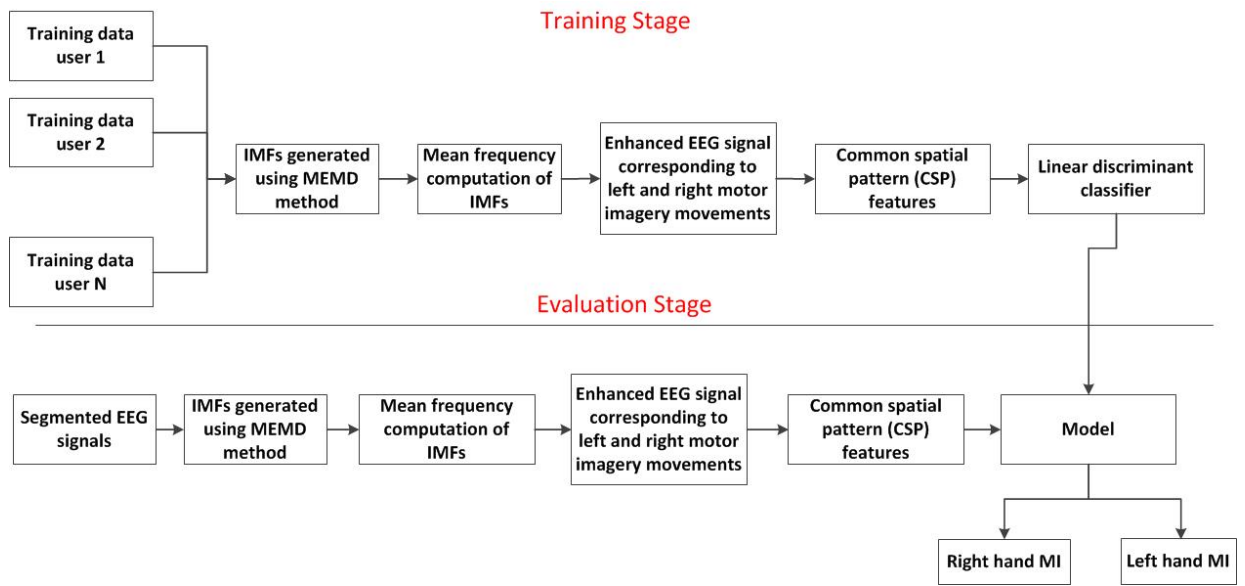 Training Stage
Training data
user 1
Training data
user 2
Training data
user N
IMFs generated
using MEMD
method
Mean frequency
computation of
IMFs
Enhanced EEG signal
corresponding to
left and right motor
imagery movements
Common spatial
pattern (CSP)
features
Linear discriminant
classifier
Evaluation Stage
Segmented EEG
signals
IMFs generated
using MEMD
method
Mean frequency
computation of
IMFs
Enhanced EEG signal
corresponding to
left and right motor
imagery movements
Common spatial
pattern (CSP)
features
Model
Right hand MI
Left hand MI